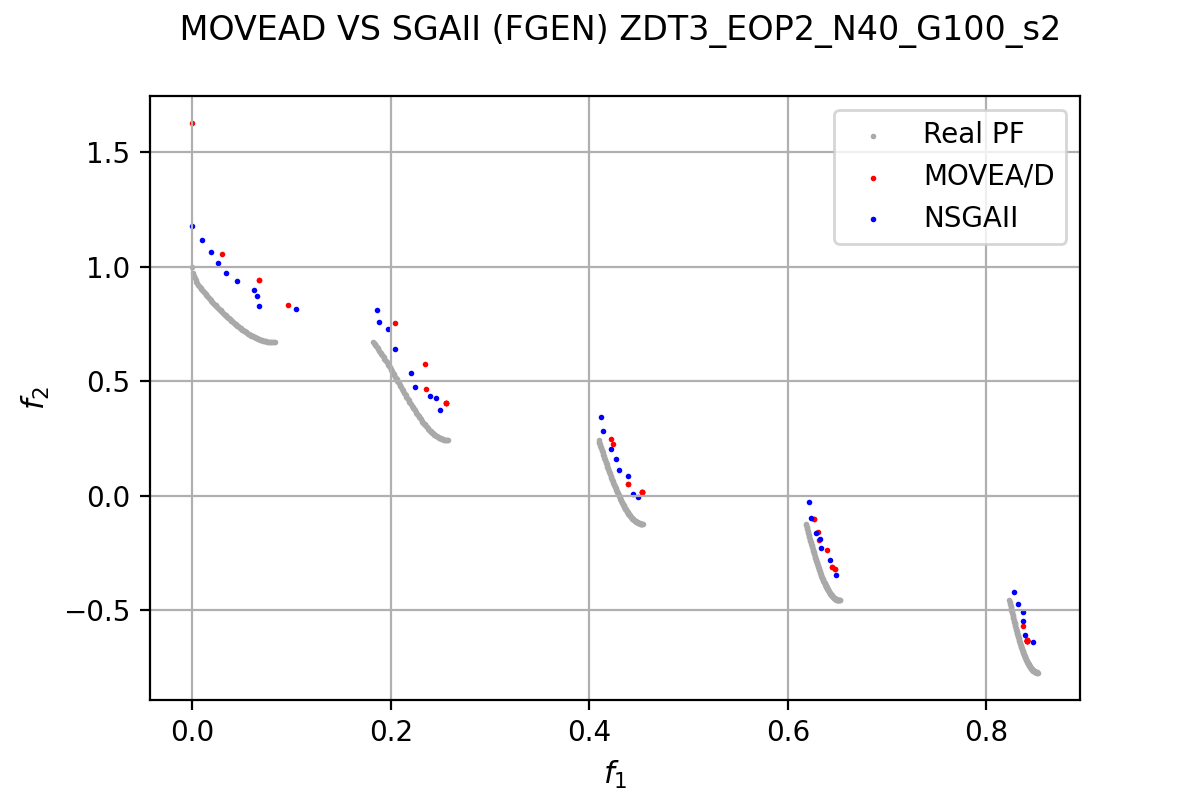 MOVEAD VS SGAII (FGEN) ZDT3_EOP2_N40_G100_s2
Real PF
MOVEA/D
NSGAII
1.5
1.0
0.5
0.0
−0.5
f₂
0.0 0.2 0.4 0.6 0.8
f₁